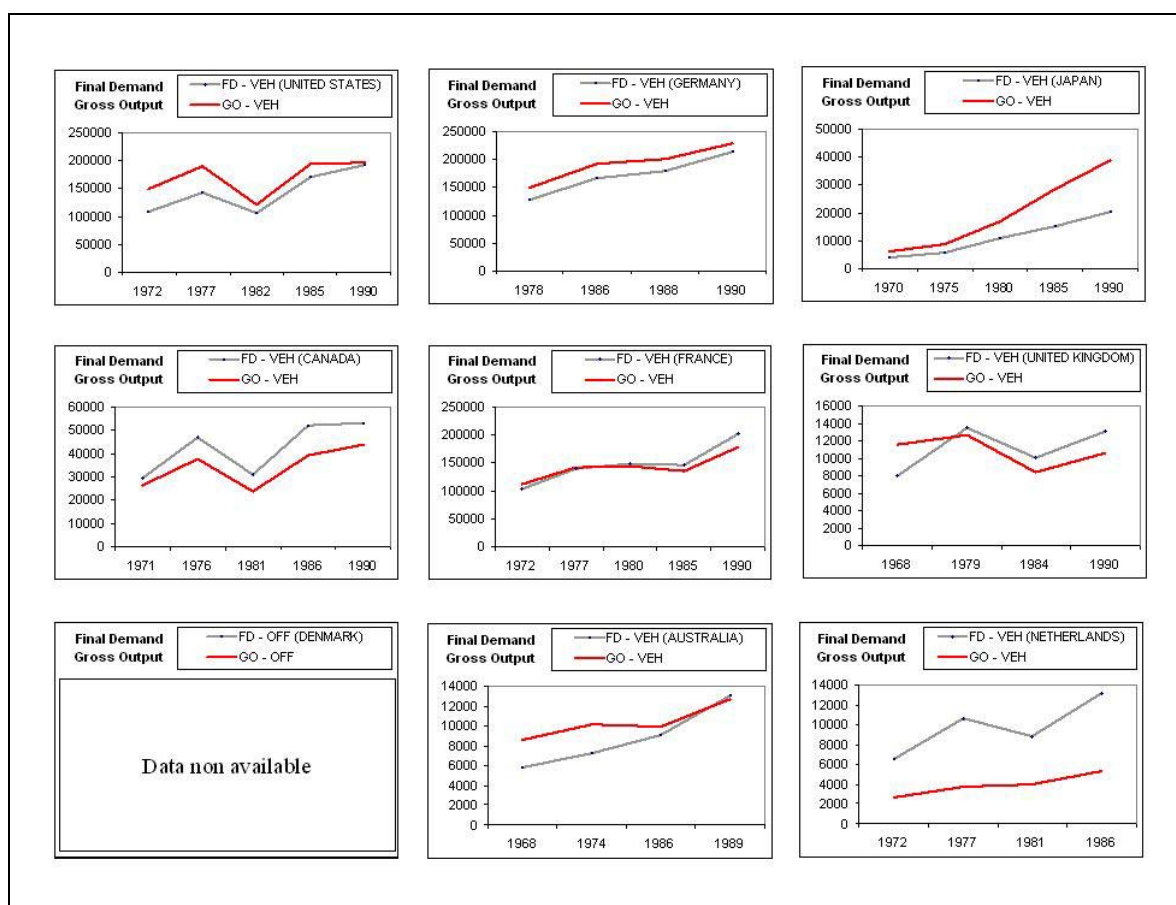 Final Demand
Gross Output
FD - VEH (UNITED STATES)
GO - VEH
250000
200000
150000
100000
50000
0
1972 1977 1982 1985 1990
Final Demand
Gross Output
FD - VEH (GERMANY)
GO - VEH
250000
200000
150000
100000
50000
0
1978 1986 1988 1990
Final Demand
Gross Output
FD - VEH (JAPAN)
GO - VEH
50000
40000
30000
20000
10000
0
1970 1975 1980 1985 1990
Final Demand
Gross Output
FD - VEH (CANADA)
GO - VEH
60000
50000
40000
30000
20000
10000
0
1971 1976 1981 1986 1990
Final Demand
Gross Output
FD - VEH (FRANCE)
GO - VEH
250000
200000
150000
100000
50000
0
1972 1977 1980 1985 1990
Final Demand
Gross Output
FD - VEH (UNITED KINGDOM)
GO - VEH
16000
14000
12000
10000
8000
6000
4000
2000
0
1968 1979 1984 1990
Final Demand
Gross Output
FD - OFF (DENMARK)
GO - OFF
Data non available
Final Demand
Gross Output
FD - VEH (AUSTRALIA)
GO - VEH
14000
12000
10000
8000
6000
4000
2000
0
1968 1974 1986 1989
Final Demand
Gross Output
FD - VEH (NETHERLANDS)
GO - VEH
14000
12000
10000
8000
6000
4000
2000
0
1972 1977 1981 1986